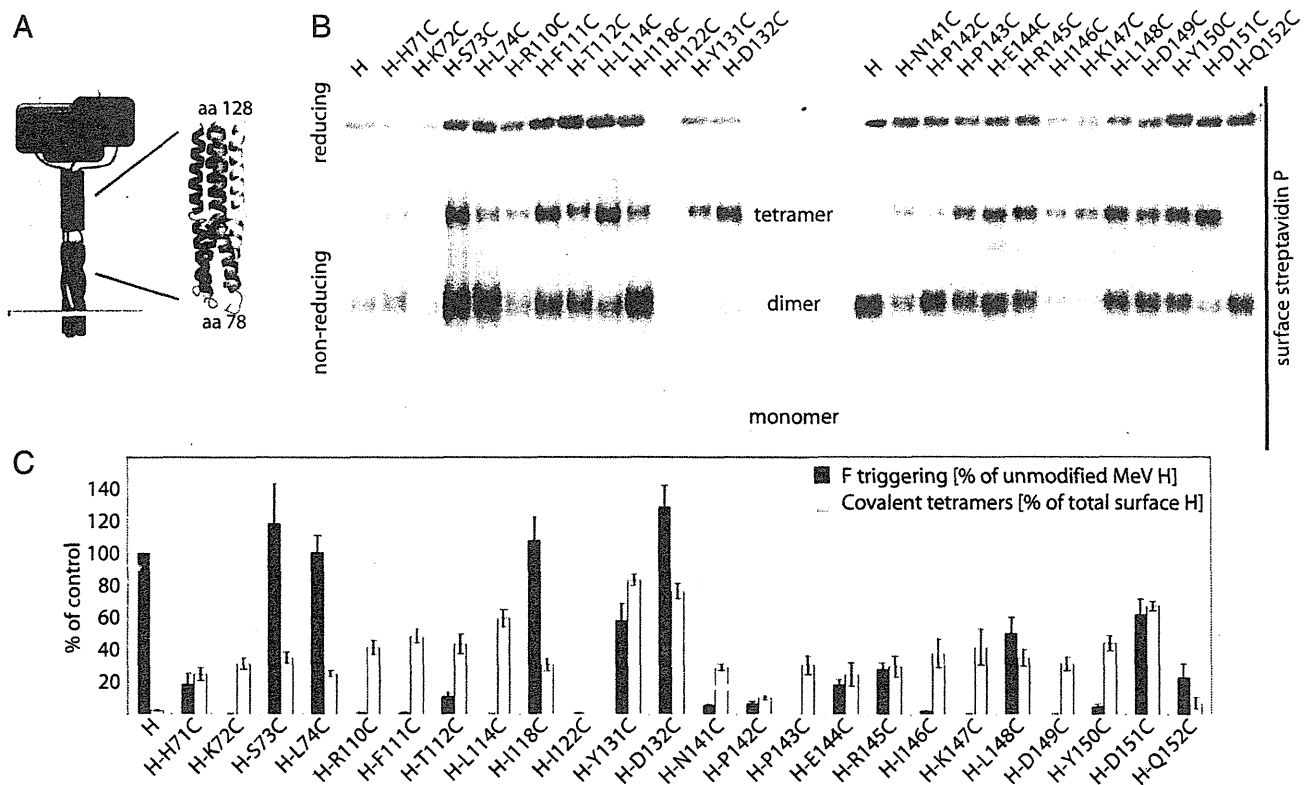 A
aa 128
aa 78
B
H
H-H71C
H-K72C
H-S73C
H-L74C
H-R110C
H-F111C
H-T112C
H-L114C
H-I118C
H-I122C
H-Y131C
H-D132C
H
H-N141C
H-P142C
H-P143C
H-E144C
H-R145C
H-I146C
H-K147C
H-L148C
H-D149C
H-Y150C
H-D151C
H-Q152C
reducing
non-reducing
tetramer
dimer
monomer
surface streptavidin P
C
F triggering [% of unmodified MeV H]
Covalent tetramers [% of total surface H]
% of control
140
120
100
80
60
40
20
H
H-H71C
H-K72C
H-S73C
H-L74C
H-R110C
H-F111C
H-T112C
H-L114C
H-I118C
H-I122C
H-Y131C
H-D132C
H-N141C
H-P142C
H-P143C
H-E144C
H-R145C
H-I146C
H-K147C
H-L148C
H-D149C
H-Y150C
H-D151C
H-Q152C